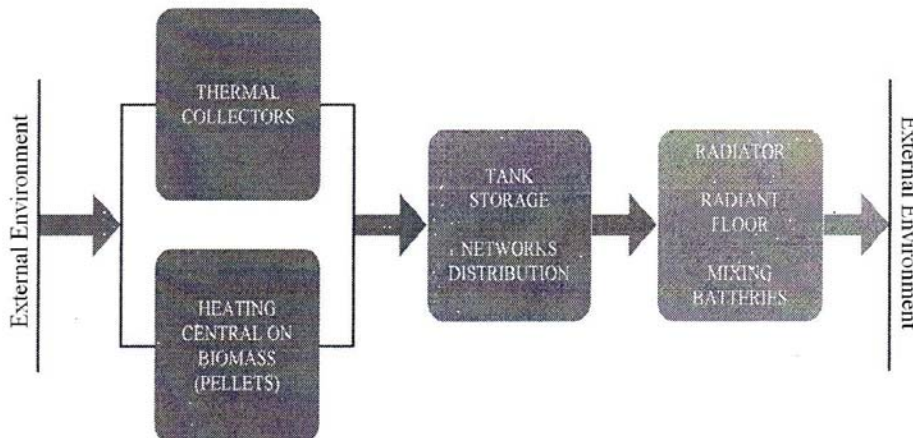 External Environment
THERMAL
COLLECTORS
HEATING
CENTRAL ON
BIOMASS
(PELLETS)
TANK
STORAGE
NETWORKS
DISTRIBUTION
RADIATOR
RADIANT
FLOOR
MIXING
BATTERIES
External Environment